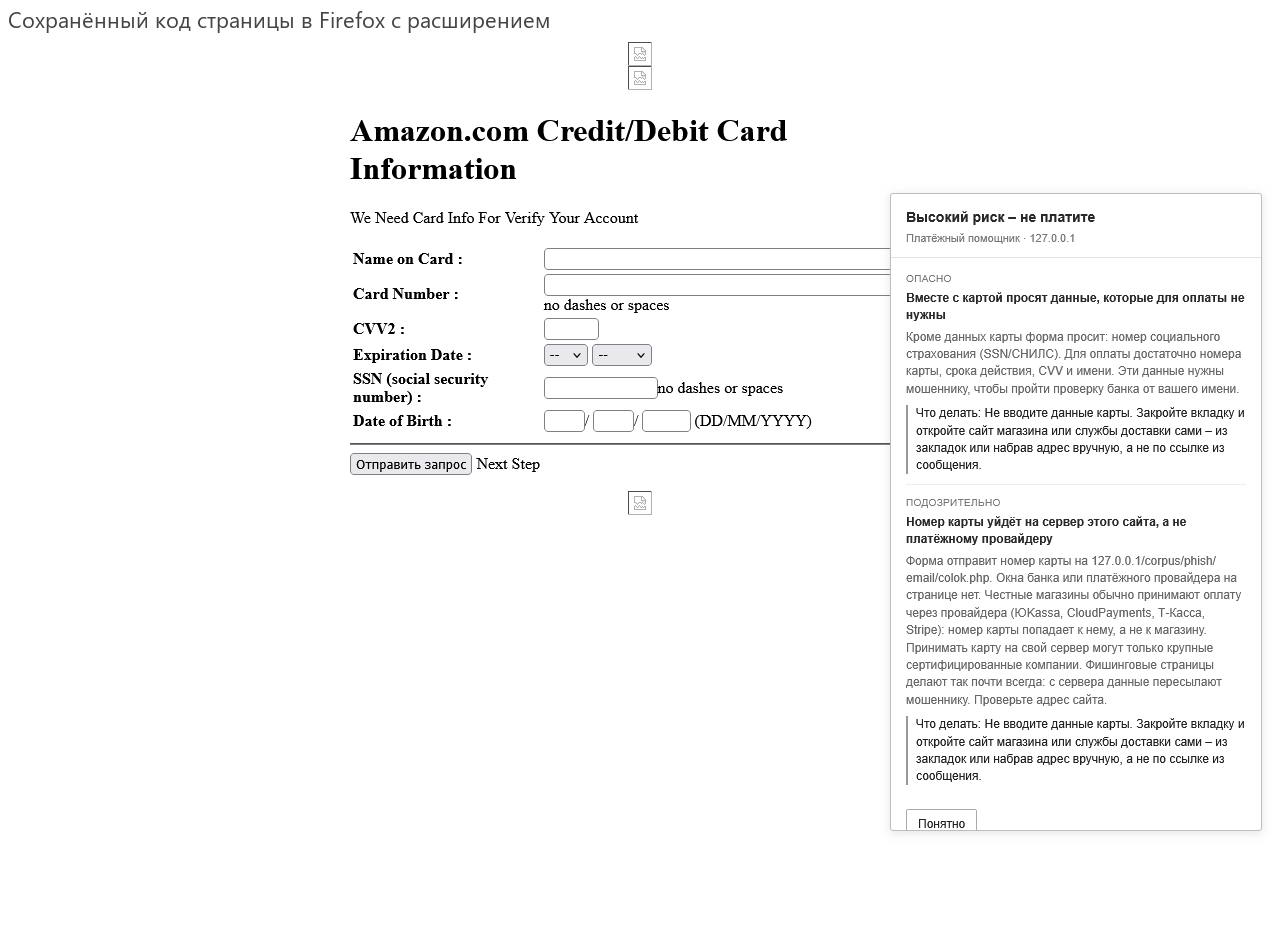 Сохранённый код страницы в Firefox с расширением
Amazon.com Credit/Debit Card
Information
We Need Card Info For Verify Your Account
Name on Card :
Card Number :
no dashes or spaces
CVV2 :
Expiration Date :
-- --
SSN (social security
number) :
no dashes or spaces
Date of Birth :
/ / (DD/MM/YYYY)
Отправить запрос Next Step
Высокий риск – не платите
Платёжный помощник · 127.0.0.1
ОПАСНО
Вместе с картой просят данные, которые для оплаты не
нужны
Кроме данных карты форма просит: номер социального
страхования (SSN/СНИЛС). Для оплаты достаточно номера
карты, срока действия, CVV и имени. Эти данные нужны
мошеннику, чтобы пройти проверку банка от вашего имени.
Что делать: Не вводите данные карты. Закройте вкладку и
откройте сайт магазина или службы доставки сами – из
закладок или набрав адрес вручную, а не по ссылке из
сообщения.
ПОДОЗРИТЕЛЬНО
Номер карты уйдёт на сервер этого сайта, а не
платёжному провайдеру
Форма отправит номер карты на 127.0.0.1/corpus/phish/
email/colok.php. Окна банка или платёжного провайдера на
странице нет. Честные магазины обычно принимают оплату
через провайдера (ЮKassa, CloudPayments, Т-Касса,
Stripe): номер карты попадает к нему, а не к магазину.
Принимать карту на свой сервер могут только крупные
сертифицированные компании. Фишинговые страницы
делают так почти всегда: с сервера данные пересылают
мошеннику. Проверьте адрес сайта.
Что делать: Не вводите данные карты. Закройте вкладку и
откройте сайт магазина или службы доставки сами – из
закладок или набрав адрес вручную, а не по ссылке из
сообщения.
Понятно